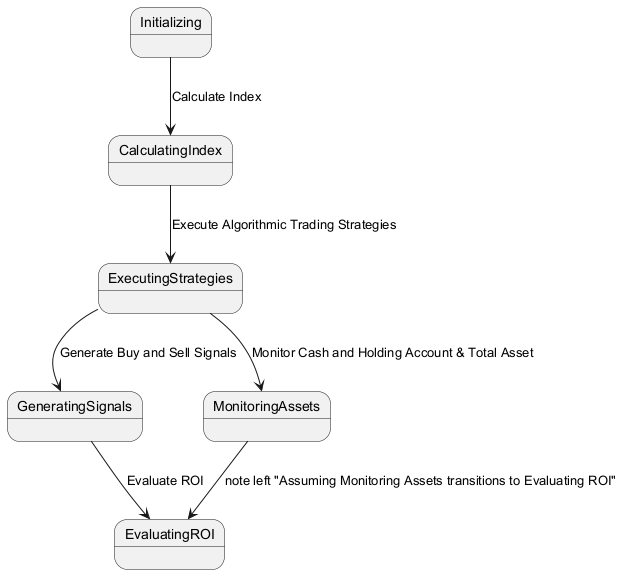 Initializing
Calculate Index
CalculatingIndex
Execute Algorithmic Trading Strategies
ExecutingStrategies
Generate Buy and Sell Signals
Monitor Cash and Holding Account & Total Asset
GeneratingSignals
MonitoringAssets
Evaluate ROI
note left "Assuming Monitoring Assets transitions to Evaluating ROI"
EvaluatingROI